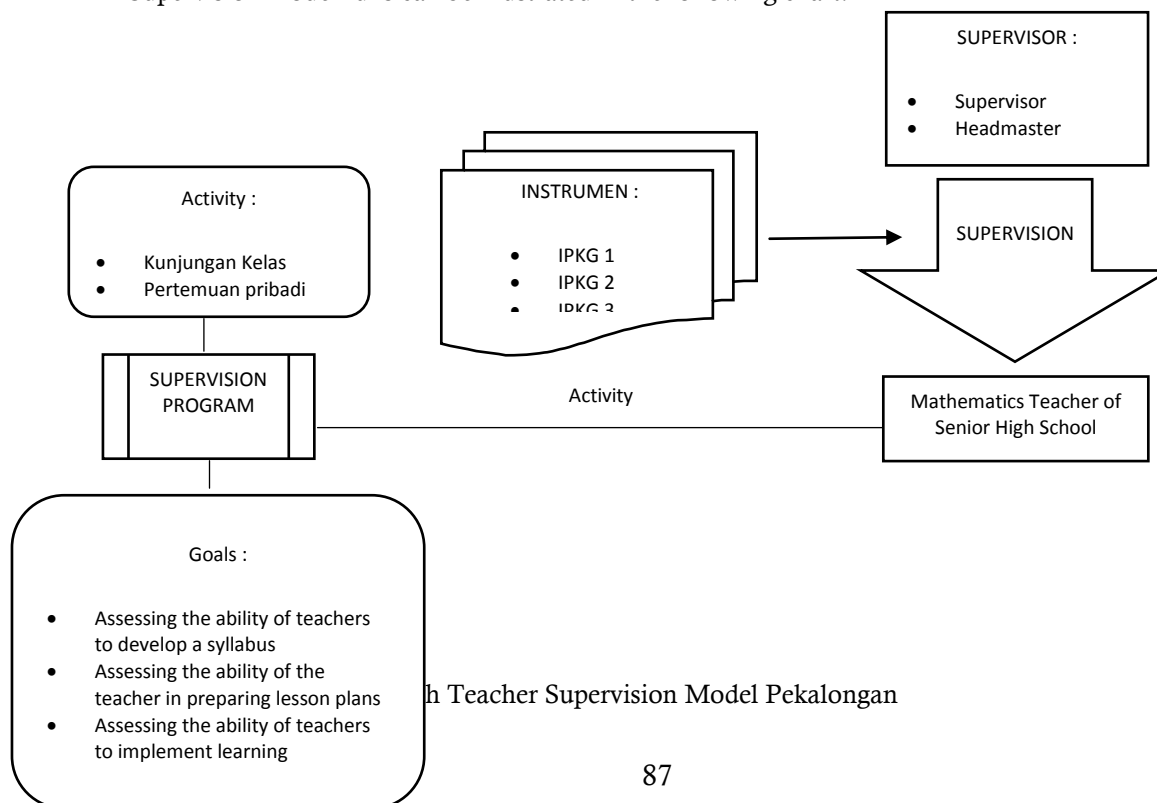 SUPERVISOR :
• Supervisor
• Headmaster
Activity :
• Kunjungan Kelas
• Pertemuan pribadi
INSTRUMEN :
• IPKG 1
• IPKG 2
• IPKG 3
SUPERVISION
SUPERVISION
PROGRAM
Activity
Mathematics Teacher of
Senior High School
Goals :
• Assessing the ability of teachers
to develop a syllabus
• Assessing the ability of the
teacher in preparing lesson plans
• Assessing the ability of teachers
to implement learning
h Teacher Supervision Model Pekalongan
87